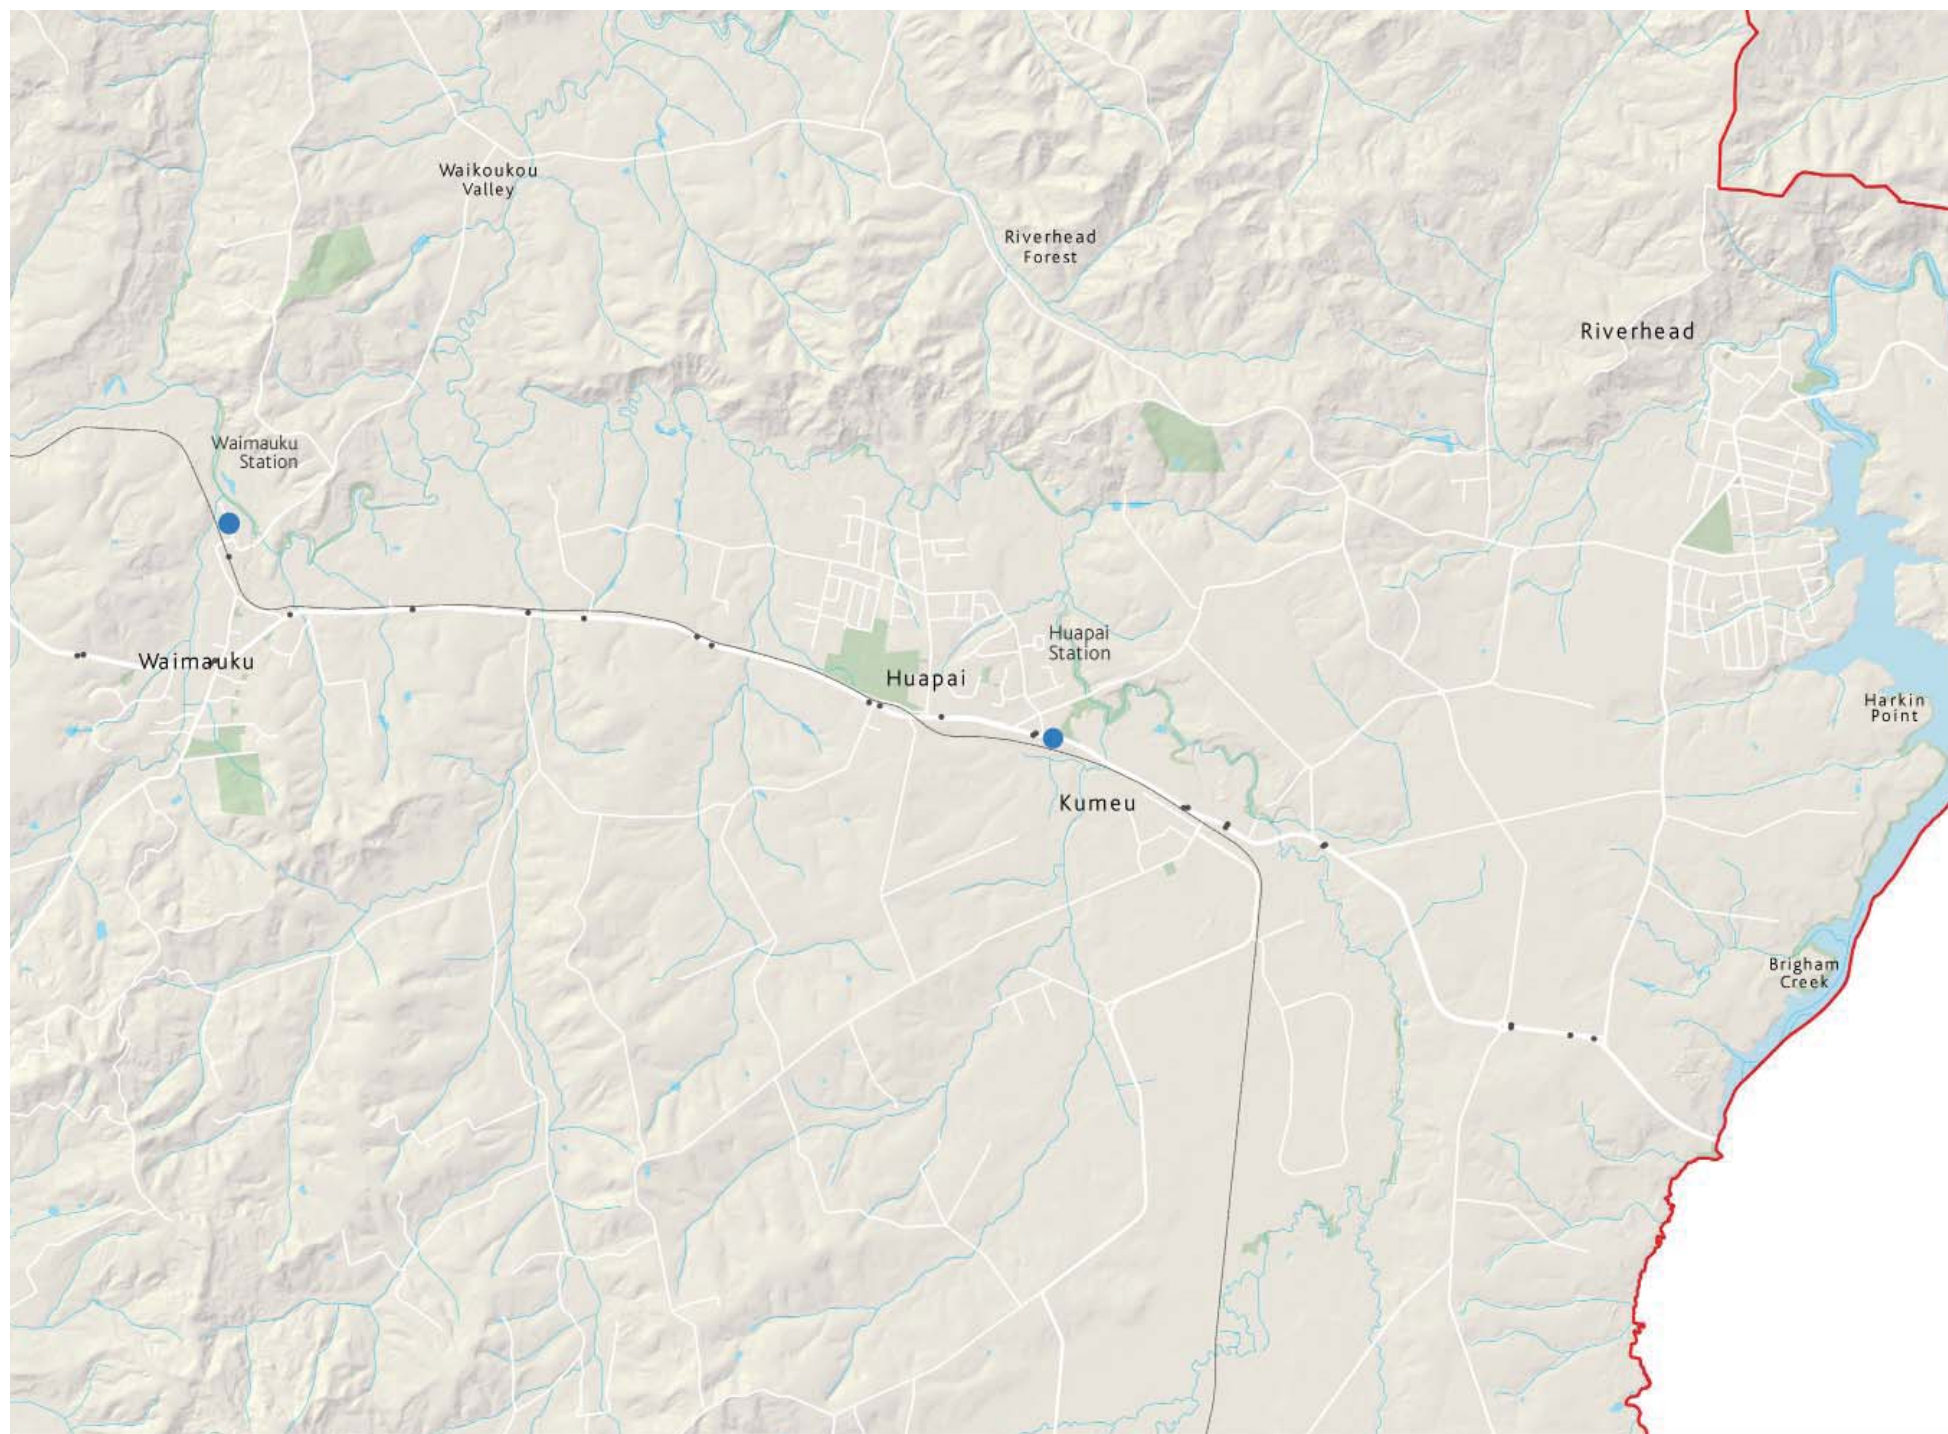 Waikoukou
Valley
Riverhead
Forest
Riverhead
Waimauku
Station
Huapai
Station
Waimauku
Huapai
Harkin
Point
Kumeu
Brigham
Creek